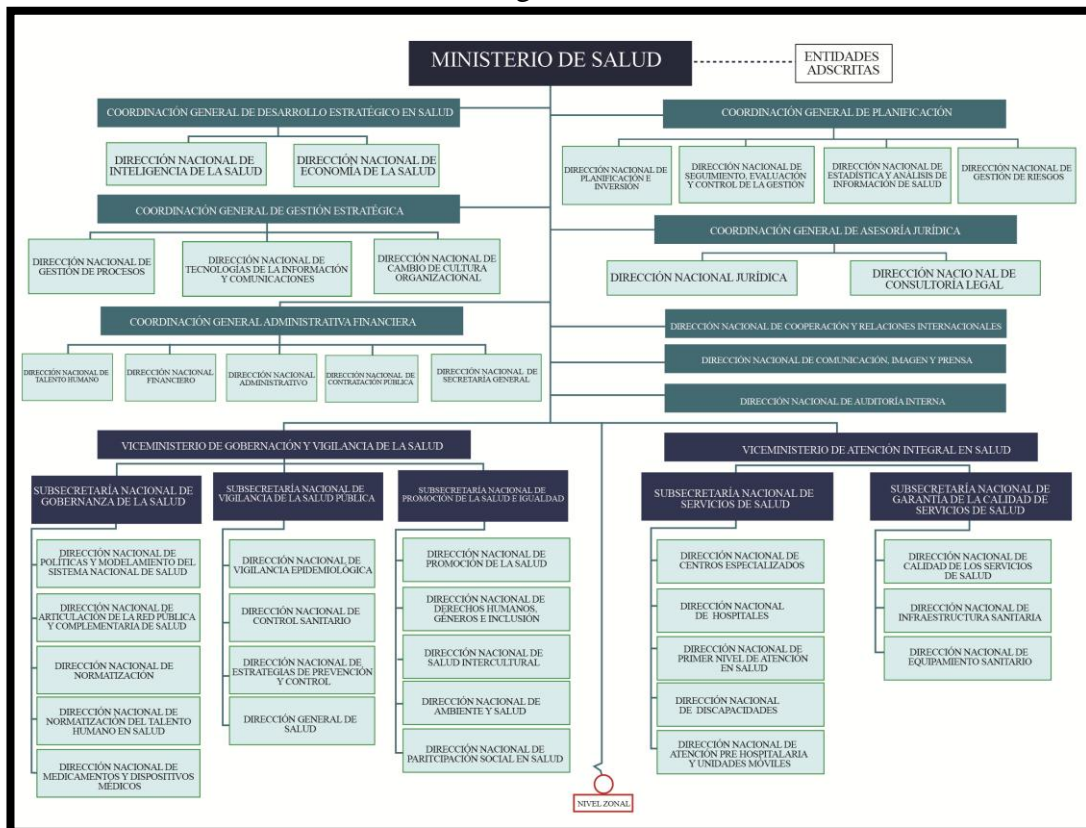 MINISTERIO DE SALUD
ENTIDADES
ADSCRITAS
COORDINACIÓN GENERAL DE DESARROLLO ESTRATÉGICO EN SALUD
DIRECCIÓN NACIONAL DE
INTELIGENCIA DE LA SALUD
DIRECCIÓN NACIONAL DE
ECONOMÍA DE LA SALUD
COORDINACIÓN GENERAL DE PLANIFICACIÓN
DIRECCIÓN NACIONAL DE
PLANIFICACIÓN E
INVERSIÓN
DIRECCIÓN NACIONAL DE
SEGUIMIENTO, EVALUACIÓN
Y CONTROL DE LA GESTIÓN
DIRECCIÓN NACIONAL DE
ESTADÍSTICA Y ANÁLISIS DE
INFORMACIÓN DE SALUD
DIRECCIÓN NACIONAL DE
GESTIÓN DE RIESGOS
COORDINACIÓN GENERAL DE GESTIÓN ESTRATÉGICA
DIRECCIÓN NACIONAL DE
GESTIÓN DE PROCESOS
DIRECCIÓN NACIONAL DE
TECNOLOGÍAS DE LA INFORMACIÓN
Y COMUNICACIONES
DIRECCIÓN NACIONAL DE
CAMBIO DE CULTURA
ORGANIZACIONAL
COORDINACIÓN GENERAL DE ASESORÍA JURÍDICA
DIRECCIÓN NACIONAL JURÍDICA
DIRECCIÓN NACIO NAL DE
CONSULTORÍA LEGAL
COORDINACIÓN GENERAL ADMINISTRATIVA FINANCIERA
DIRECCIÓN NACIONAL DE
TALENTO HUMANO
DIRECCIÓN NACIONAL
FINANCIERO
DIRECCIÓN NACIONAL
ADMINISTRATIVO
DIRECCIÓN NACIONAL DE
CONTRATACIÓN PÚBLICA
DIRECCIÓN NACIONAL DE
SECRETARÍA GENERAL
DIRECCIÓN NACIONAL DE COOPERACIÓN Y RELACIONES INTERNACIONALES
DIRECCIÓN NACIONAL DE COMUNICACIÓN, IMAGEN Y PRENSA
DIRECCIÓN NACIONAL DE AUDITORÍA INTERNA
VICEMINISTERIO DE GOBERNACIÓN Y VIGILANCIA DE LA SALUD
SUBSECRETARÍA NACIONAL DE
GOBERNANZA DE LA SALUD
DIRECCIÓN NACIONAL DE
POLÍTICAS Y MODELAMIENTO DEL
SISTEMA NACIONAL DE SALUD
DIRECCIÓN NACIONAL DE
ARTICULACIÓN DE LA RED PÚBLICA
Y COMPLEMENTARIA DE SALUD
DIRECCIÓN NACIONAL DE
NORMATIZACIÓN
DIRECCIÓN NACIONAL DE
NORMATIZACIÓN DEL TALENTO
HUMANO EN SALUD
DIRECCIÓN NACIONAL DE
MEDICAMENTOS Y DISPOSITIVOS
MÉDICOS
SUBSECRETARÍA NACIONAL DE
VIGILANCIA DE LA SALUD PÚBLICA
DIRECCIÓN NACIONAL DE
VIGILANCIA EPIDEMIOLÓGICA
DIRECCIÓN NACIONAL DE
CONTROL SANITARIO
DIRECCIÓN NACIONAL DE
ESTRATEGIAS DE PREVENCIÓN
Y CONTROL
DIRECCIÓN GENERAL DE
SALUD
SUBSECRETARÍA NACIONAL DE
PROMOCIÓN DE LA SALUD E IGUALDAD
DIRECCIÓN NACIONAL DE
PROMOCIÓN DE LA SALUD
DIRECCIÓN NACIONAL DE
DERECHOS HUMANOS,
GÉNEROS E INCLUSIÓN
DIRECCIÓN NACIONAL DE
SALUD INTERCULTURAL
DIRECCIÓN NACIONAL DE
AMBIENTE Y SALUD
DIRECCIÓN NACIONAL DE
PARITCIPACIÓN SOCIAL EN SALUD
VICEMINISTERIO DE ATENCIÓN INTEGRAL EN SALUD
SUBSECRETARÍA NACIONAL DE
SERVICIOS DE SALUD
DIRECCIÓN NACIONAL DE
CENTROS ESPECIALIZADOS
DIRECCIÓN NACIONAL
DE HOSPITALES
DIRECCIÓN NACIONAL DE
PRIMER NIVEL DE ATENCIÓN
EN SALUD
DIRECCIÓN NACIONAL
DE DISCAPACIDADES
DIRECCIÓN NACIONAL DE
ATENCIÓN PRE HOSPITALARIA
Y UNIDADES MÓVILES
SUBSECRETARÍA NACIONAL DE
GARANTÍA DE LA CALIDAD DE
SERVICIOS DE SALUD
DIRECCIÓN NACIONAL DE
CALIDAD DE LOS SERVICIOS
DE SALUD
DIRECCIÓN NACIONAL DE
INFRAESTRUCTURA SANITARIA
DIRECCIÓN NACIONAL DE
EQUIPAMIENTO SANITARIO
NIVEL ZONAL